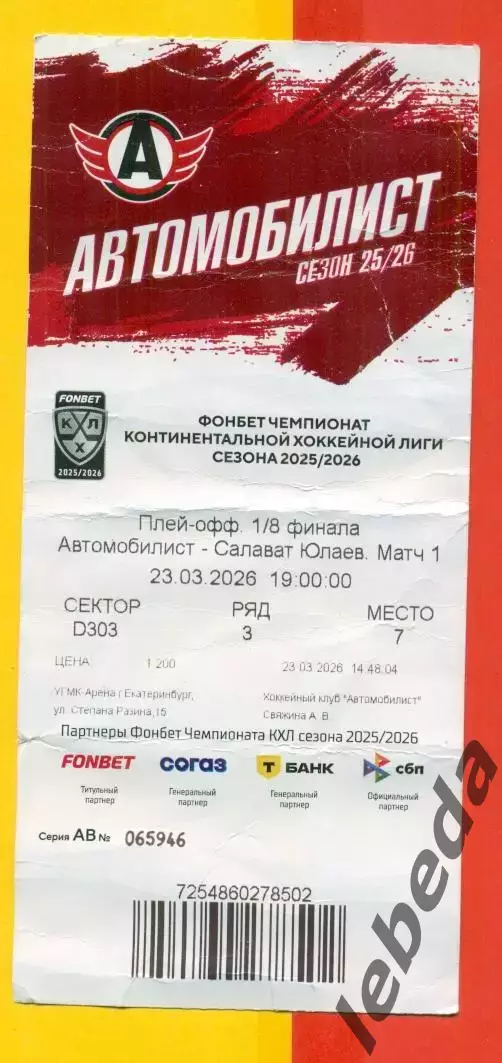 А
АВТОМОБИЛИСТ
СЕЗОН 25/26
FONBET
КХЛ
2025/2026
ФОНБЕТ ЧЕМПИОНАТ
КОНТИНЕНТАЛЬНОЙ ХОККЕЙНОЙ ЛИГИ
СЕЗОНА 2025/2026
Плей-офф. 1/8 финала
Автомобилист - Салават Юлаев. Матч 1
23.03.2026 19:00:00
СЕКТОР РЯД МЕСТО
D303 3 7
ЦЕНА 1 200 23 03 2026 14.48.04
УГМК-Арена г Екатеринбург, Хоккейный клуб "Автомобилист"
ул. Степана Разина,15 Свяжина А. В.
Партнеры Фонбет Чемпионата КХЛ сезона 2025/2026
FONBET СОГАЗ Т БАНК сбп
Титульный партнер Генеральный партнер Генеральный партнер Официальный партнер
Серия АВ № 065946
7254860278502
lebeda